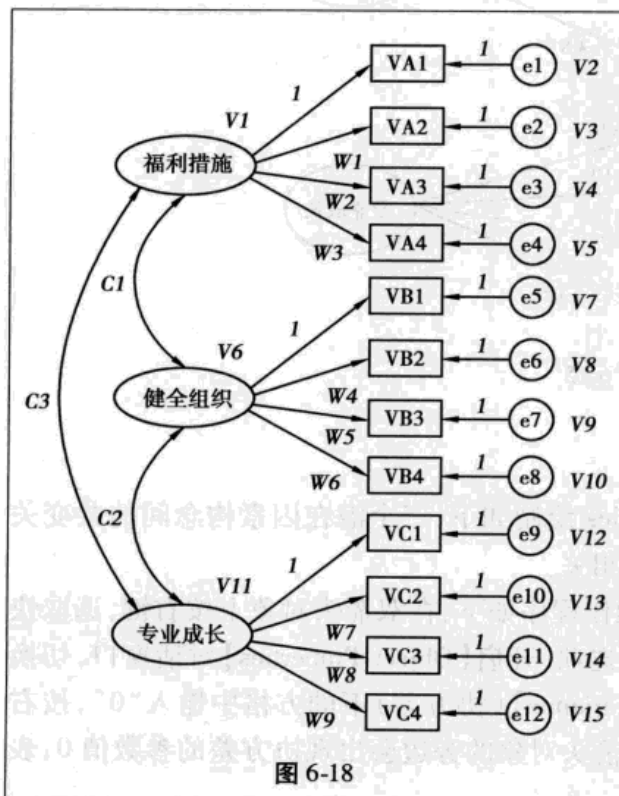 1 VA1 1 e1 V2
V1 VA2 1 e2 V3
福利措施 W1 VA3 1 e3 V4
W2
W3 VA4 1 e4 V5
C1 1 VB1 1 e5 V7
V6 VB2 1 e6 V8
健全组织 W4
C3 W5 VB3 1 e7 V9
W6 VB4 1 e8 V10
C2 1 VC1 1 e9 V12
V11 VC2 1 e10 V13
专业成长 W7
W8 VC3 1 e11 V14
W9 VC4 1 e12 V15
图 6-18